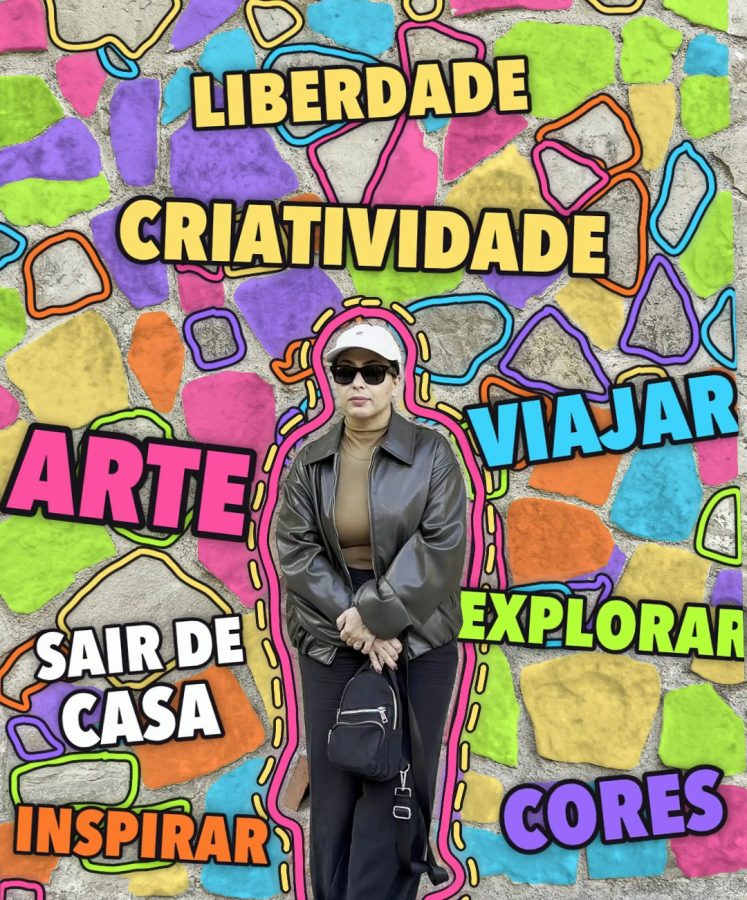 LIBERDADE
CRIATIVIDADE
ARTE
VIAJAR
SAIR DE
CASA
EXPLORAR
INSPIRAR
CORES